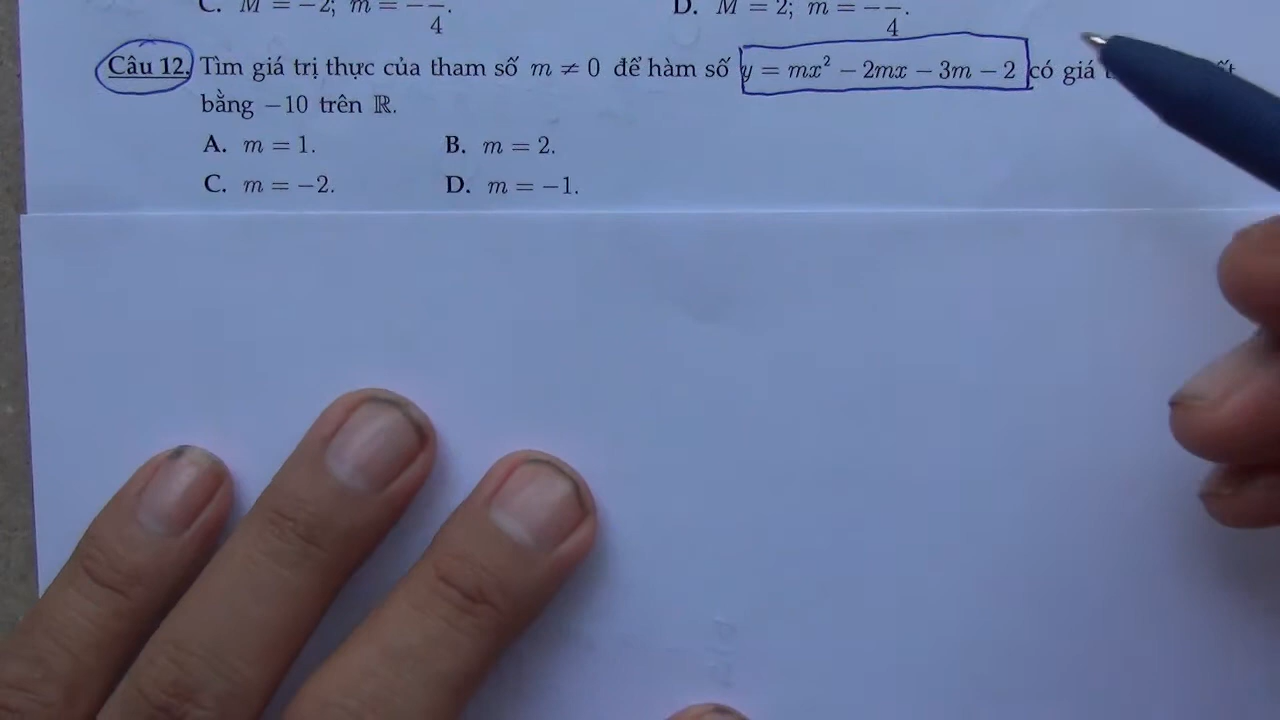 C. M = −2; m = −—/4.
D. M = 2; m = −—/4.
Câu 12. Tìm giá trị thực của tham số m ≠ 0 để hàm số y = mx² − 2mx − 3m − 2 có giá
bằng −10 trên ℝ.
A. m = 1.
B. m = 2.
C. m = −2.
D. m = −1.